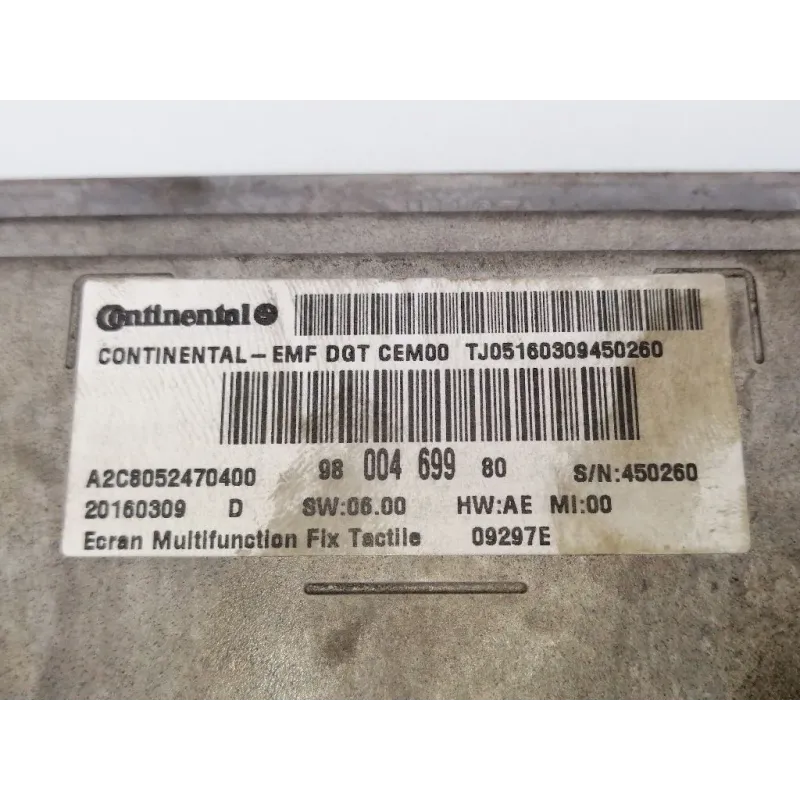 Continental
CONTINENTAL-EMF DQT CEM00 TJ05160309450260
A2C8052470400 98 004 699 80 S/N:450260
20160309 D SW:06.00 HW:AE MI:00
Ecran Multifunction Fix Tactile 09297E